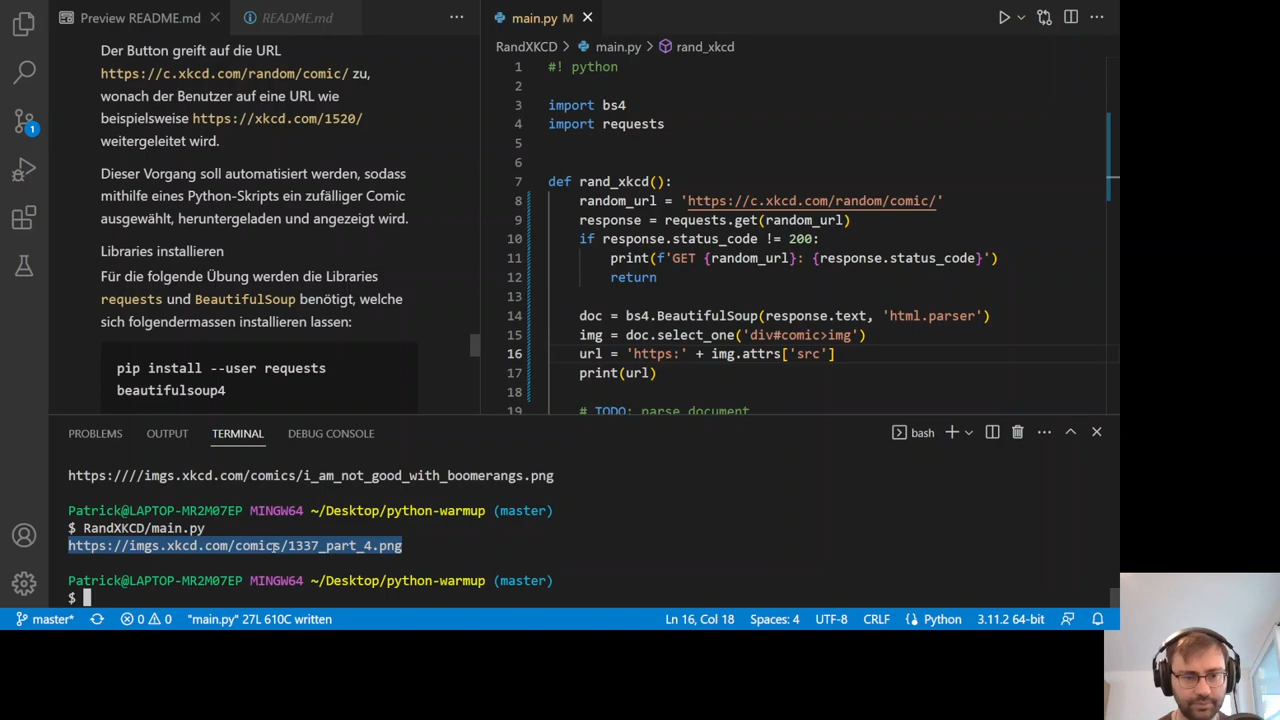 Preview README.md
README.md
main.py M
Der Button greift auf die URL
https://c.xkcd.com/random/comic/ zu,
wonach der Benutzer auf eine URL wie
beispielsweise https://xkcd.com/1520/
weitergeleitet wird.
Dieser Vorgang soll automatisiert werden, sodass
mithilfe eines Python-Skripts ein zufälliger Comic
ausgewählt, heruntergeladen und angezeigt wird.
Libraries installieren
Für die folgende Übung werden die Libraries
requests und BeautifulSoup benötigt, welche
sich folgendermassen installieren lassen:
pip install --user requests
beautifulsoup4
RandXKCD > main.py > rand_xkcd
1 #! python
2
3 import bs4
4 import requests
5
6
7 def rand_xkcd():
8 random_url = 'https://c.xkcd.com/random/comic/'
9 response = requests.get(random_url)
10 if response.status_code != 200:
11 print(f'GET {random_url}: {response.status_code}')
12 return
13
14 doc = bs4.BeautifulSoup(response.text, 'html.parser')
15 img = doc.select_one('div#comic>img')
16 url = 'https:' + img.attrs['src']
17 print(url)
18
19 # TODO: parse document
1
PROBLEMS OUTPUT TERMINAL DEBUG CONSOLE
bash
https:////imgs.xkcd.com/comics/i_am_not_good_with_boomerangs.png
Patrick@LAPTOP-MR2M07EP MINGW64 ~/Desktop/python-warmup (master)
$ RandXKCD/main.py
https://imgs.xkcd.com/comics/1337_part_4.png
Patrick@LAPTOP-MR2M07EP MINGW64 ~/Desktop/python-warmup (master)
$
master* 0 0 "main.py" 27L 610C written Ln 16, Col 18 Spaces: 4 UTF-8 CRLF Python 3.11.2 64-bit